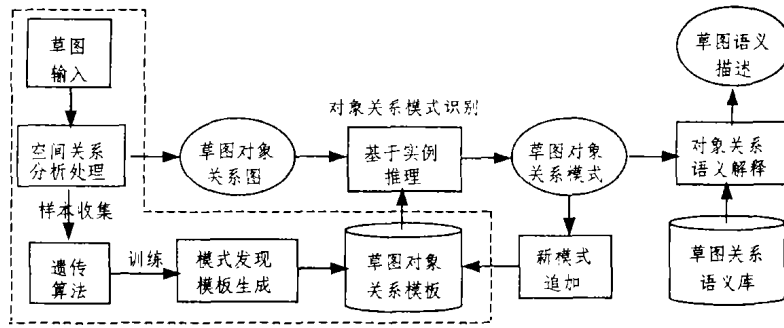 草图
输入
草图语义
描述
对象关系模式识别
空间关系
分析处理
草图对象
关系图
基于实例
推理
草图对象
关系模式
对象关系
语义解释
样本收集
遗传
算法
训练
模式发现
模板生成
草图对象
关系模板
新模式
追加
草图关系
语义库